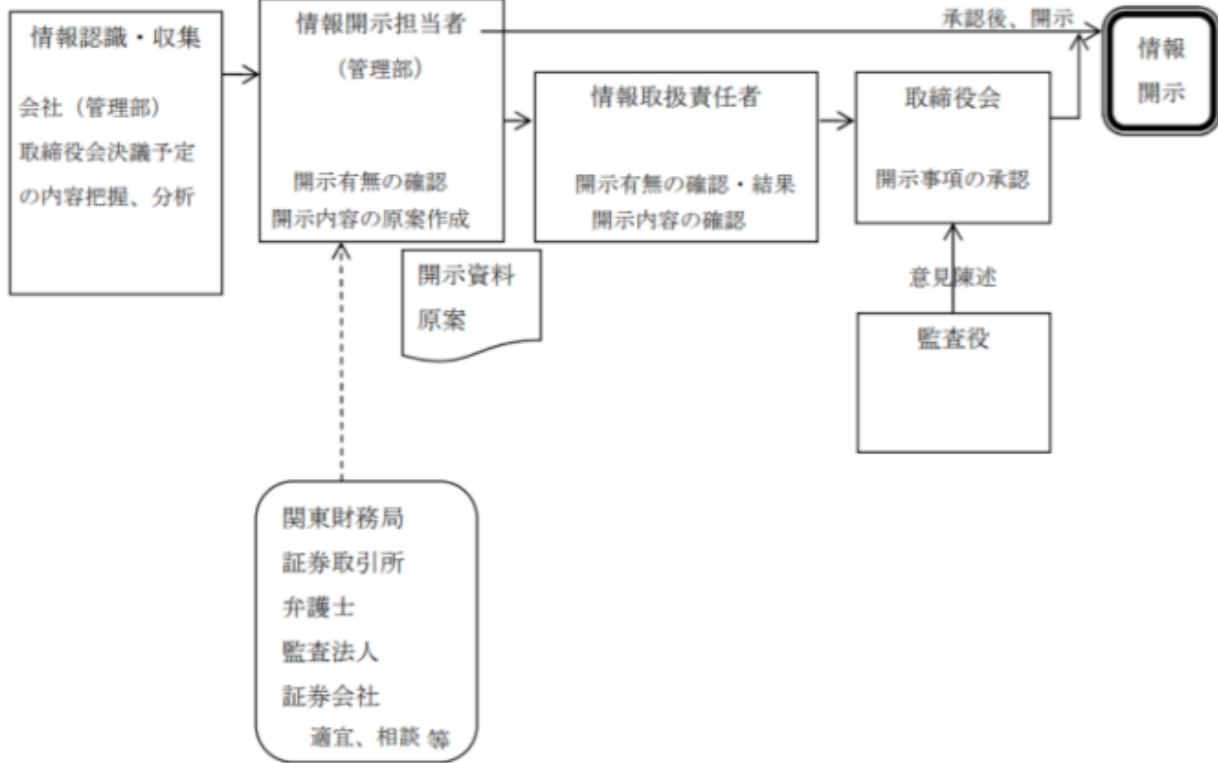 情報認識・収集
会社（管理部）
取締役会決議予定
の内容把握、分析
情報開示担当者
（管理部）
開示有無の確認
開示内容の原案作成
開示資料
原案
情報取扱責任者
開示有無の確認・結果
開示内容の確認
取締役会
開示事項の承認
承認後、開示
情報
開示
意見陳述
監査役
関東財務局
証券取引所
弁護士
監査法人
証券会社
適宜、相談 等